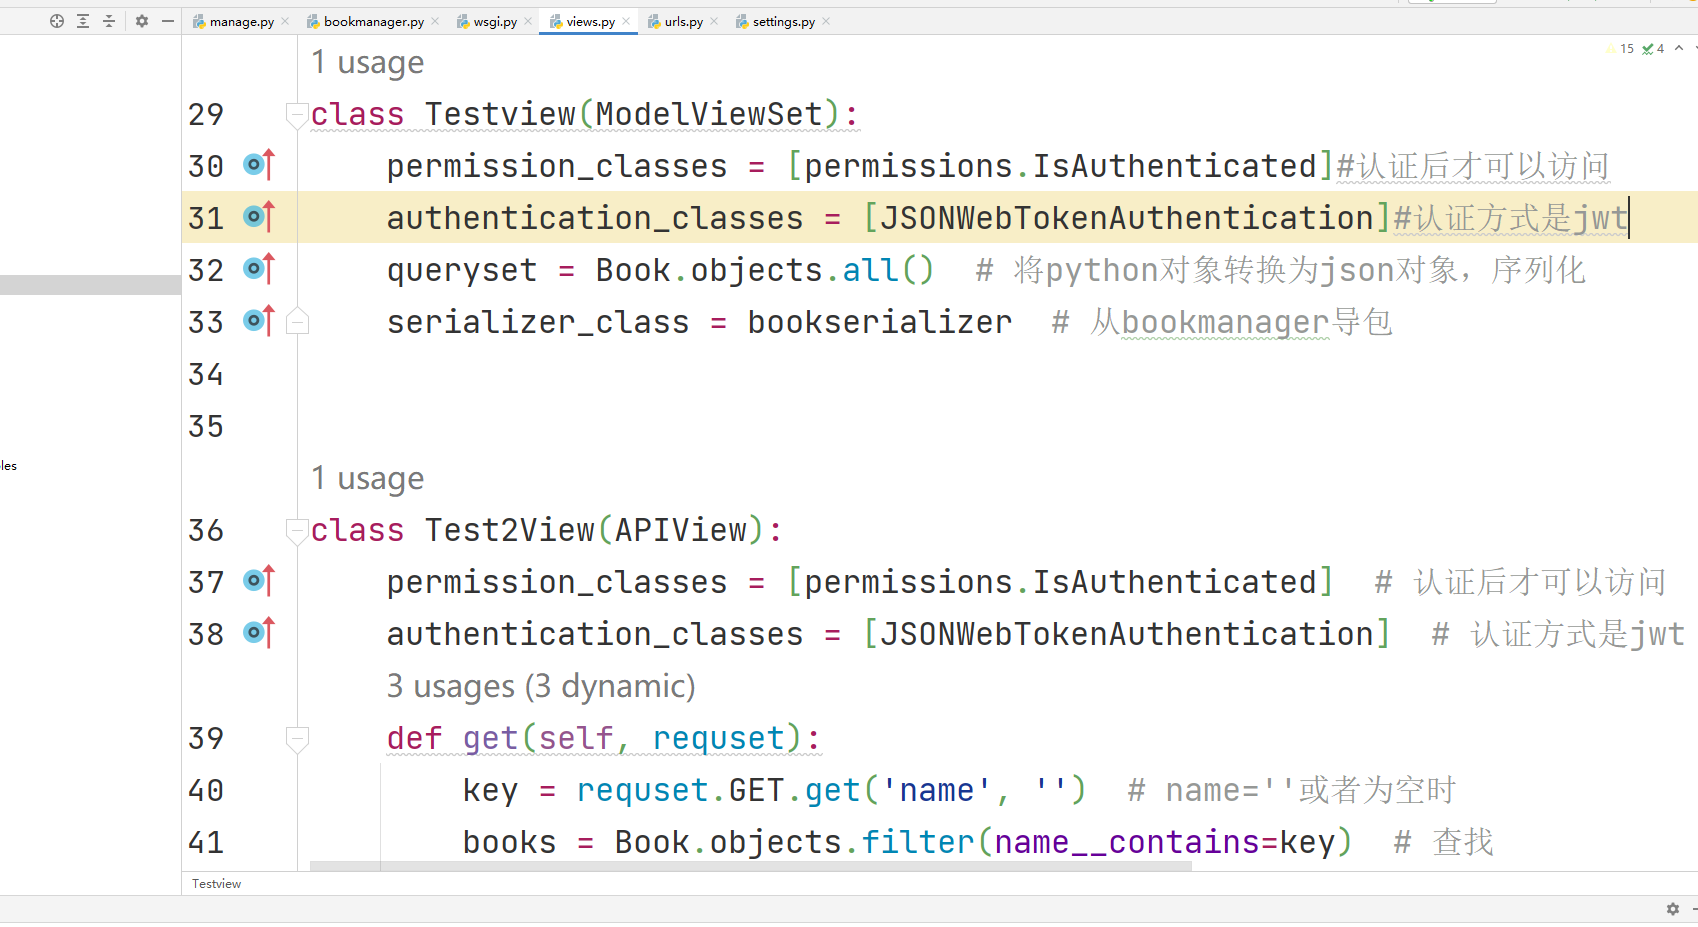 manage.py bookmanager.py wsgi.py views.py urls.py settings.py
15 4
1 usage
29 class Testview(ModelViewSet):
30 permission_classes = [permissions.IsAuthenticated]#认证后才可以访问
31 authentication_classes = [JSONWebTokenAuthentication]#认证方式是jwt
32 queryset = Book.objects.all() # 将python对象转换为json对象，序列化
33 serializer_class = bookserializer # 从bookmanager导包
34
35
les
1 usage
36 class Test2View(APIView):
37 permission_classes = [permissions.IsAuthenticated] # 认证后才可以访问
38 authentication_classes = [JSONWebTokenAuthentication] # 认证方式是jwt
3 usages (3 dynamic)
39 def get(self, requset):
40 key = requset.GET.get('name', '') # name=''或者为空时
41 books = Book.objects.filter(name__contains=key) # 查找
Testview